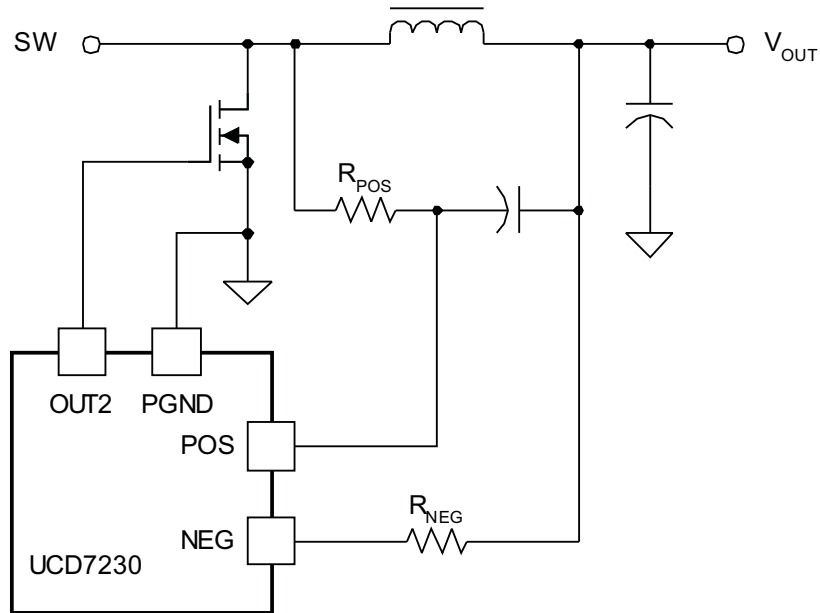 SW
V_OUT
R_POS
OUT2 PGND
POS
R_NEG
NEG
UCD7230